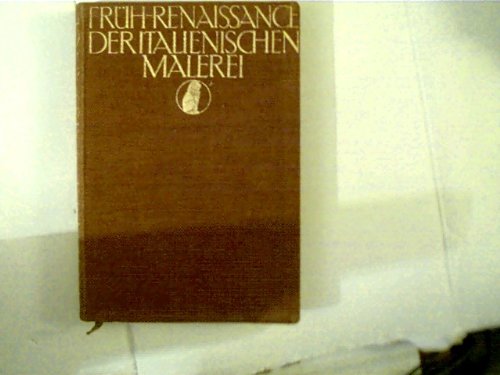 FRÜH-RENAISSANCE
DER ITALIENISCHEN
MALEREI